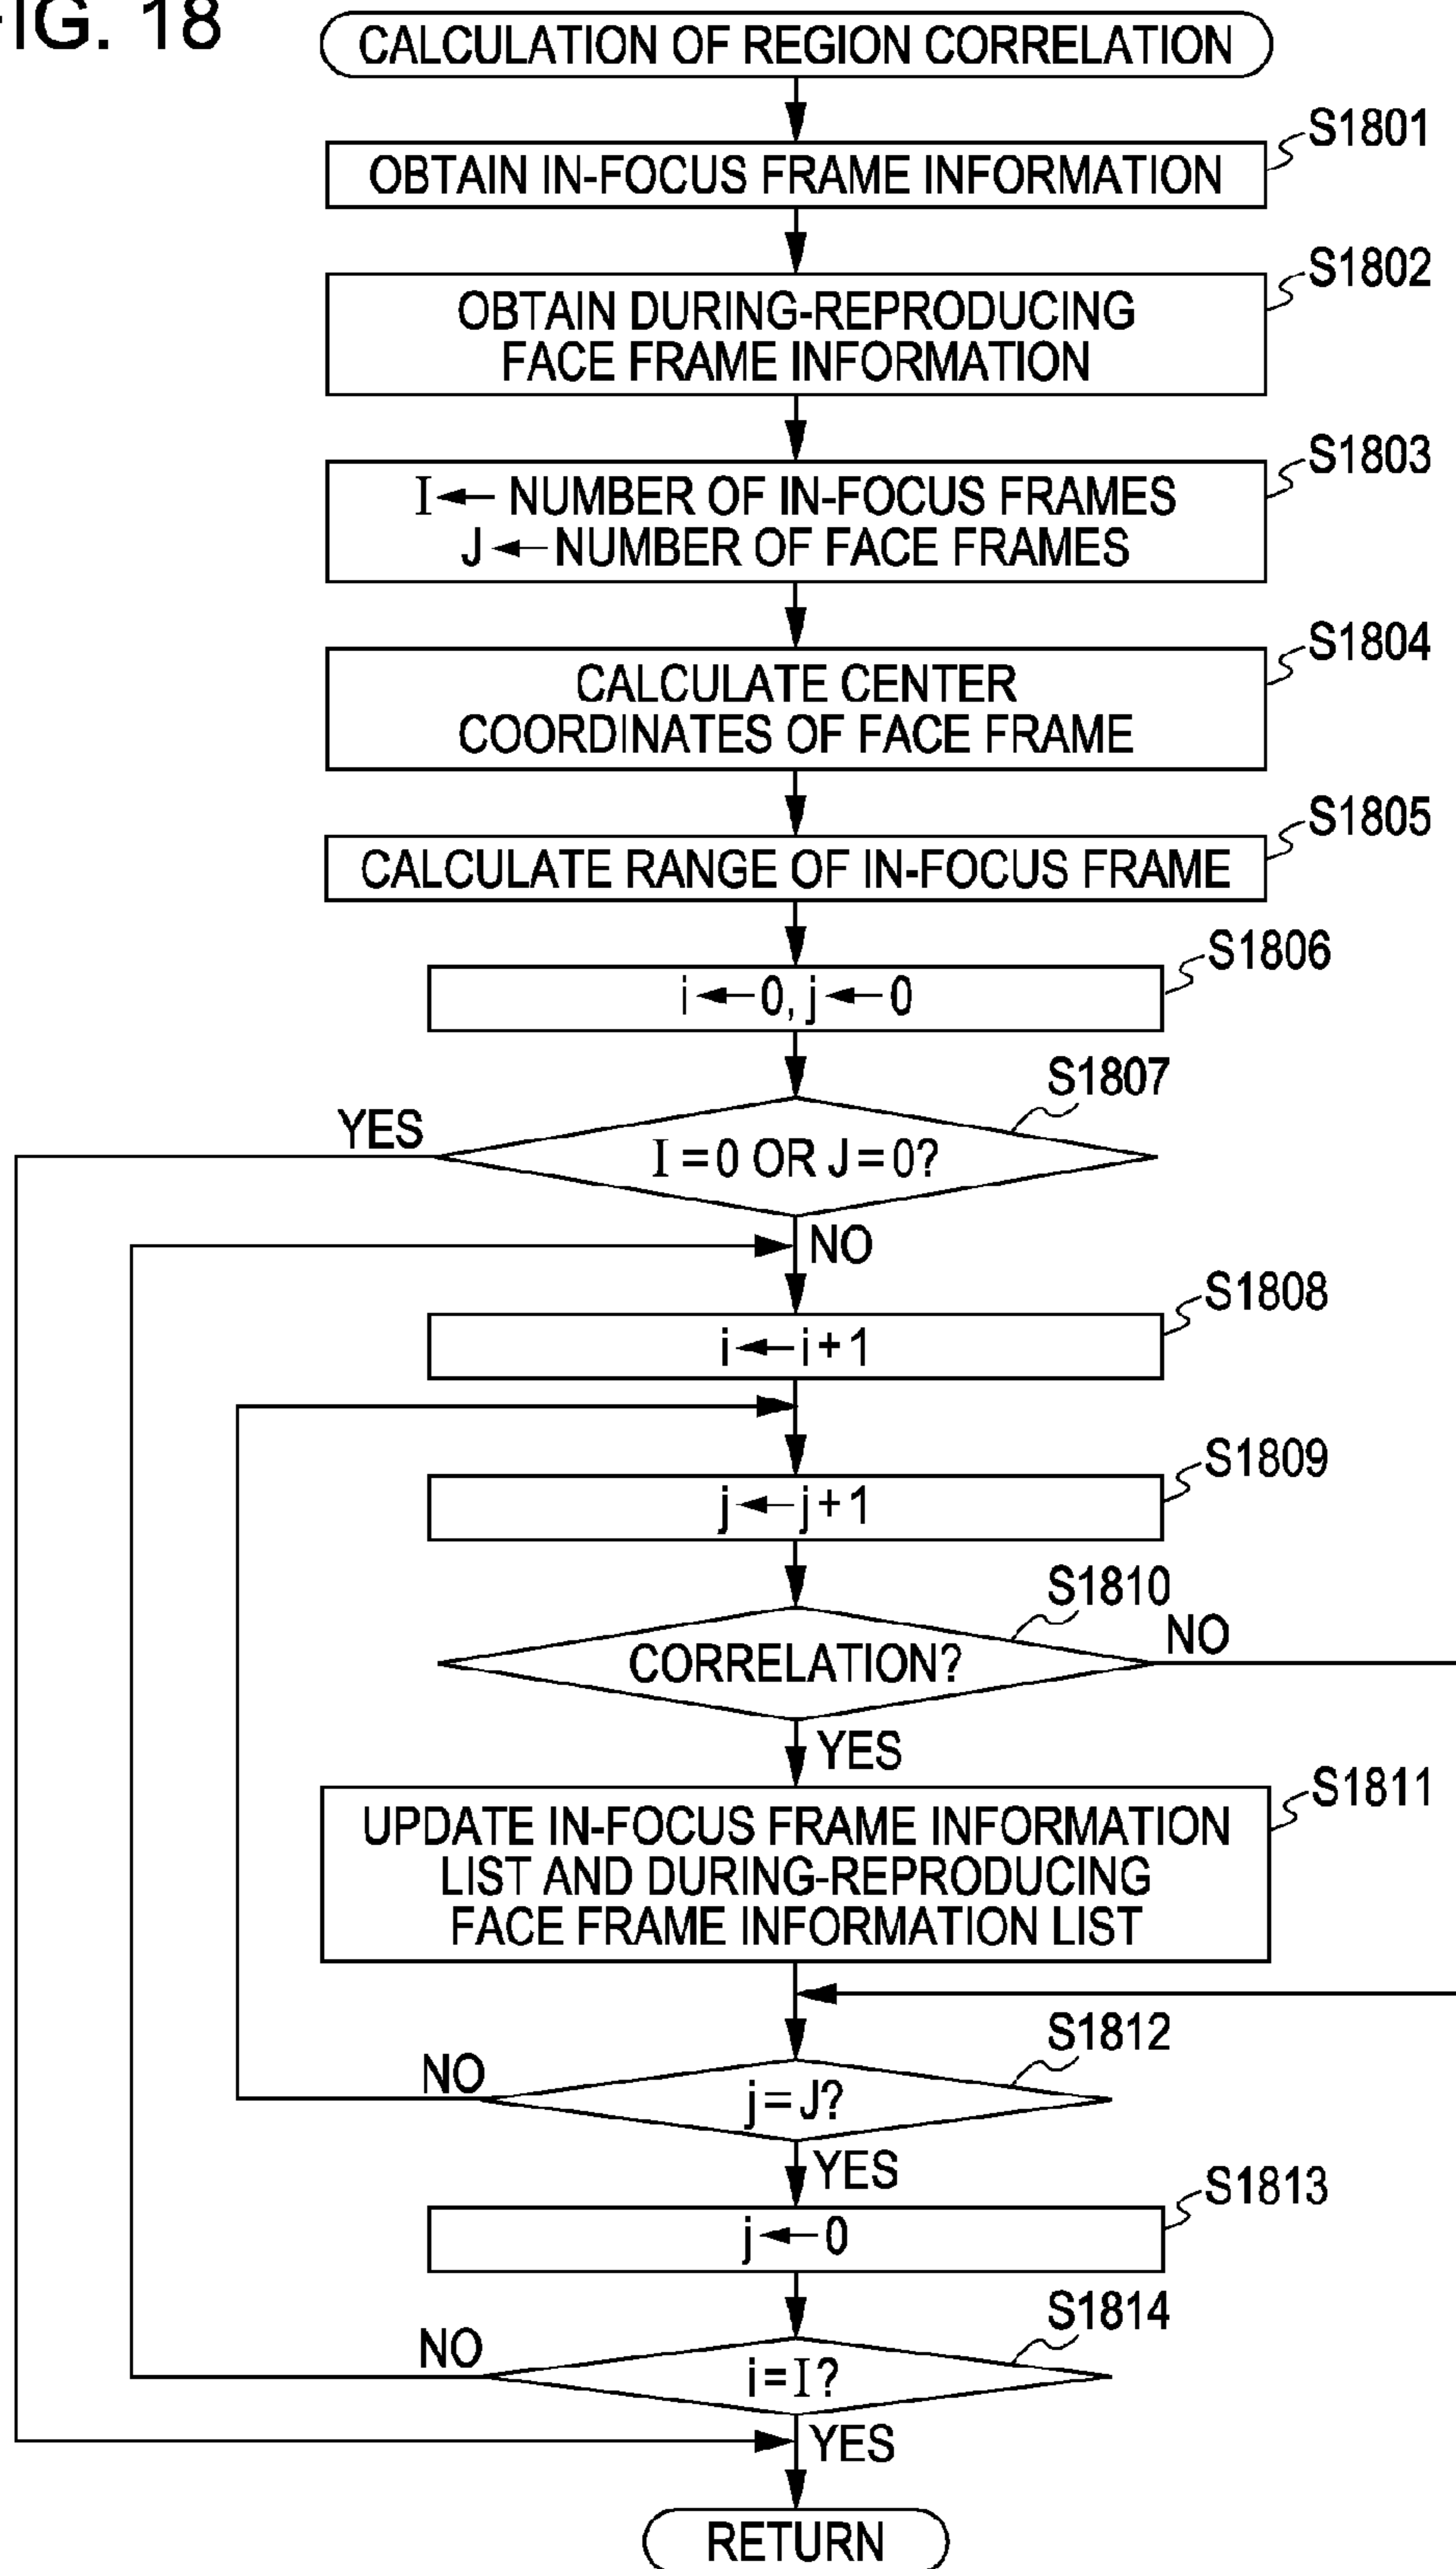 FIG. 18
CALCULATION OF REGION CORRELATION
S1801
OBTAIN IN-FOCUS FRAME INFORMATION
S1802
OBTAIN DURING-REPRODUCING
FACE FRAME INFORMATION
S1803
I ← NUMBER OF IN-FOCUS FRAMES
J ← NUMBER OF FACE FRAMES
S1804
CALCULATE CENTER
COORDINATES OF FACE FRAME
S1805
CALCULATE RANGE OF IN-FOCUS FRAME
S1806
i ← 0, j ← 0
S1807
YES
I = 0 OR J = 0?
NO
S1808
i ← i + 1
S1809
j ← j + 1
S1810
NO
CORRELATION?
YES
S1811
UPDATE IN-FOCUS FRAME INFORMATION
LIST AND DURING-REPRODUCING
FACE FRAME INFORMATION LIST
S1812
NO
j = J?
YES
S1813
j ← 0
S1814
NO
i = I?
YES
RETURN